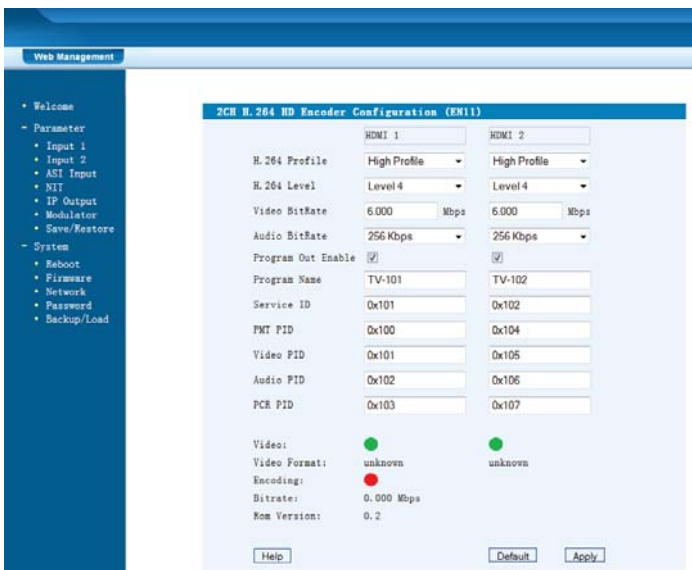 Web Management
Welcome
Parameter
Input 1
Input 2
ASI Input
NIT
IP Output
Modulator
Save/Restore
System
Reboot
Firmware
Network
Password
Backup/Load
2CH H.264 HD Encoder Configuration (EN11)
HDMI 1 HDMI 2
H.264 Profile High Profile High Profile
H.264 Level Level 4 Level 4
Video BitRate 6.000 Mbps 6.000 Mbps
Audio BitRate 256 Kbps 256 Kbps
Program Out Enable
Program Name TV-101 TV-102
Service ID 0x101 0x102
PMT PID 0x100 0x104
Video PID 0x101 0x105
Audio PID 0x102 0x106
PCR PID 0x103 0x107
Video:
Video Format: unknown unknown
Encoding:
Bitrate: 0.000 Mbps
Rom Version: 0.2
Help Default Apply